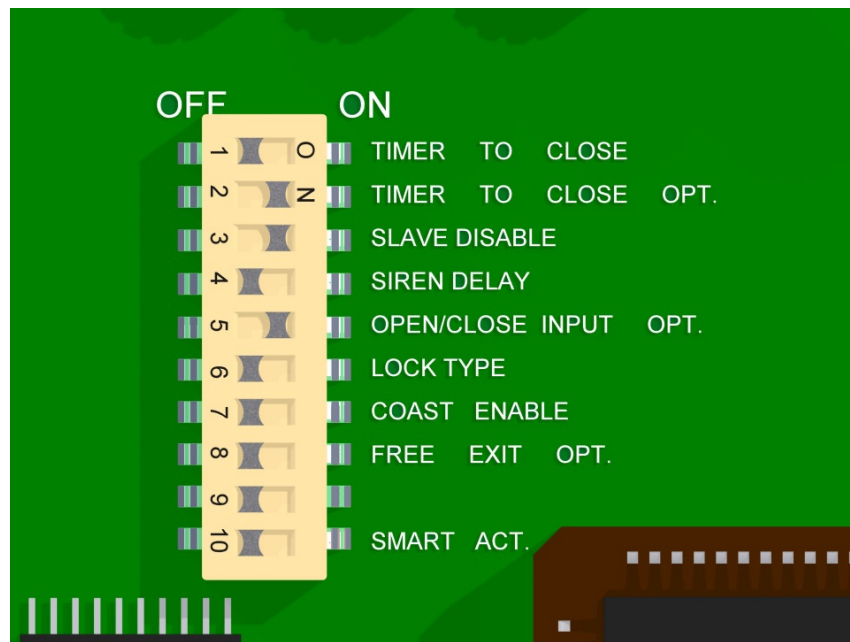 OFF ON
1 O TIMER TO CLOSE
2 N TIMER TO CLOSE OPT.
3 SLAVE DISABLE
4 SIREN DELAY
5 OPEN/CLOSE INPUT OPT.
6 LOCK TYPE
7 COAST ENABLE
8 FREE EXIT OPT.
9
10 SMART ACT.